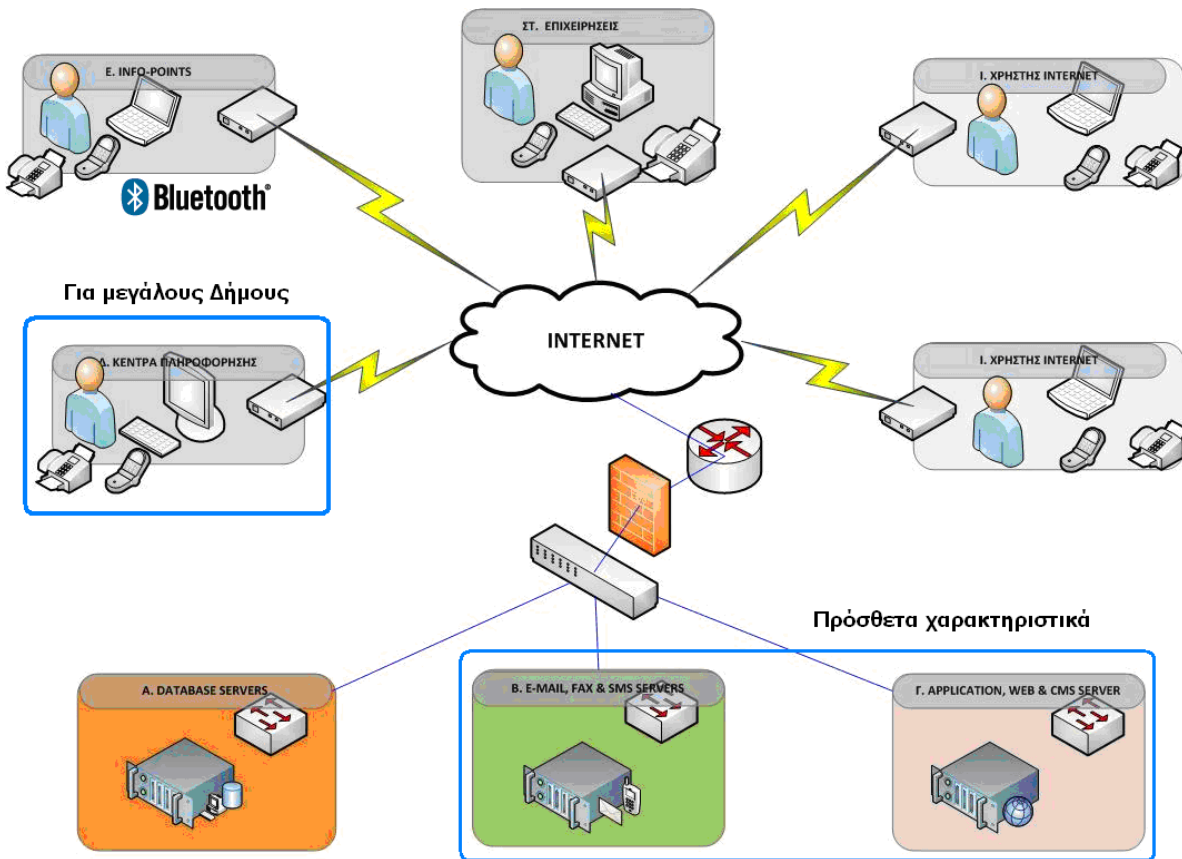 ΣΤ. ΕΠΙΧΕΙΡΗΣΕΙΣ
Ε. INFO-POINTS
Ι. ΧΡΗΣΤΗΣ INTERNET
Bluetooth®
Για μεγάλους Δήμους
INTERNET
Δ. ΚΕΝΤΡΑ ΠΛΗΡΟΦΟΡΗΣΗΣ
Ι. ΧΡΗΣΤΗΣ INTERNET
Πρόσθετα χαρακτηριστικά
Α. DATABASE SERVERS
Β. E-MAIL, FAX & SMS SERVERS
Γ. APPLICATION, WEB & CMS SERVER